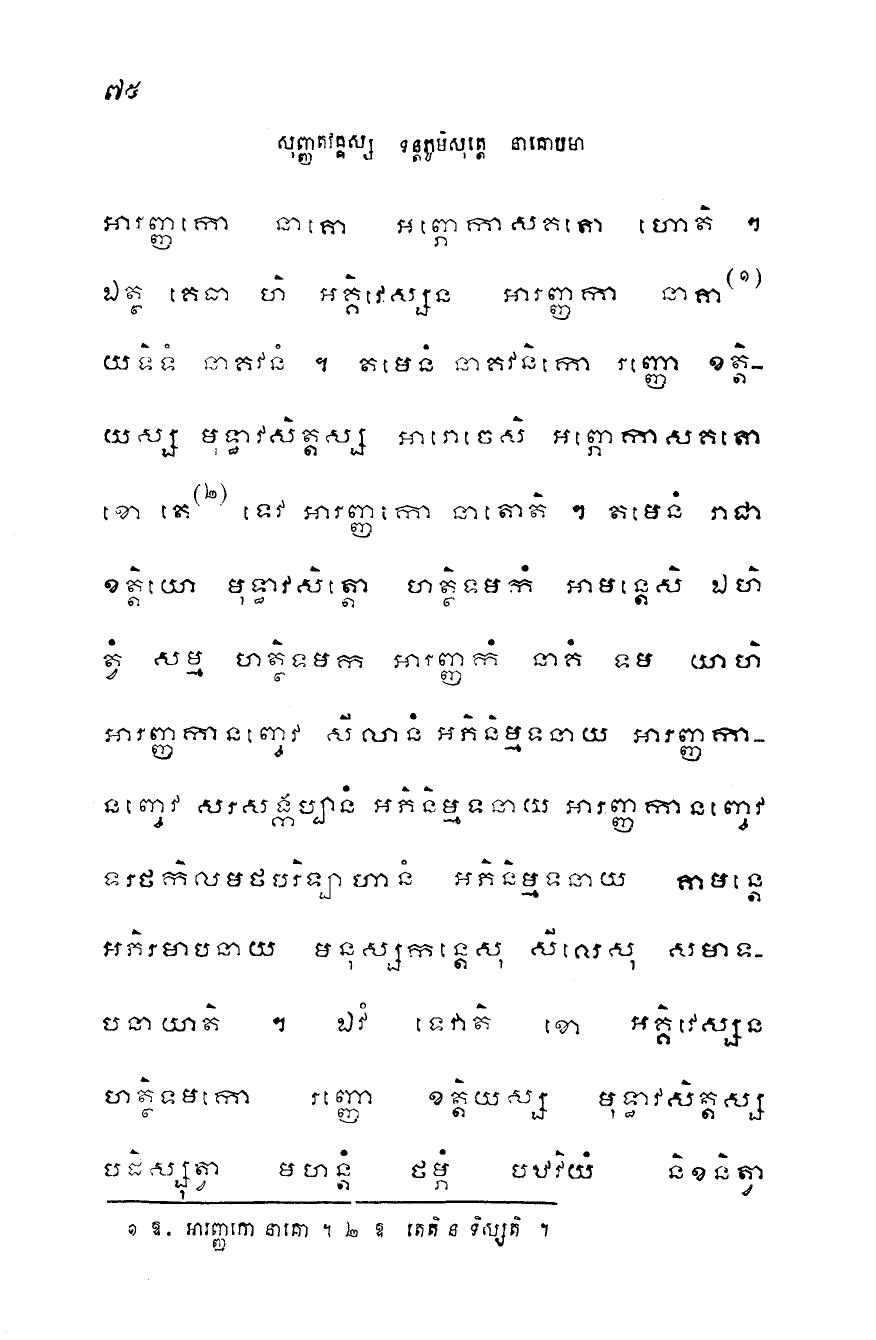 ៧៥
សុញ្ញតវគ្គស្ស ទន្តភូមិសុត្តេ នាគោបមា
អារញ្ញកោ នាគោ អព្ភោកាសគតោ ហោតិ ។
ឯត្ថ គេធា ហិ អគ្គិវេស្សន អារញ្ញកា នាគា(១)
យទិទំ នាគវនំ ។ តមេនំ នាគវនិកោ រញ្ញោ ខត្តិ-
យស្ស មុទ្ធាវសិត្តស្ស អារោចេសិ អព្ភោកាសគតោ
ខោ តេ(២) ទេវ អារញ្ញកោ នាគោតិ ។ តមេនំ រាជា
ខត្តិយោ មុទ្ធាវសិត្តោ ហត្ថិទមកំ អាមន្តេសិ ឯហិ
ត្វំ សម្ម ហត្ថិទមក អារញ្ញកំ នាគំ ទម យាហិ
អារញ្ញកានញ្ចេវ សីលានំ អភិនិម្មទនាយ អារញ្ញកា-
នញ្ចេវ សរសង្កប្បានំ អភិនិម្មទនាយ អារញ្ញកានញ្ចេវ
ទរថកិលមថបរិឡាហានំ អភិនិម្មទនាយ គាមន្តេ
អភិរមាបនាយ មនុស្សកន្តេសុ សីលេសុ សមាទ-
បនាយាតិ ។ ឯវំ ទេវាតិ ខោ អគ្គិវេស្សន
ហត្ថិទមកោ រញ្ញោ ខត្តិយស្ស មុទ្ធាវសិត្តស្ស
បដិស្សុត្វា មហន្តំ ថម្ភំ បឋវិយំ និខនិត្វា
១ ឱ. អារញ្ញកោ នាគោ ។ ២ ឱ តេតិ ន ទិស្សតិ ។